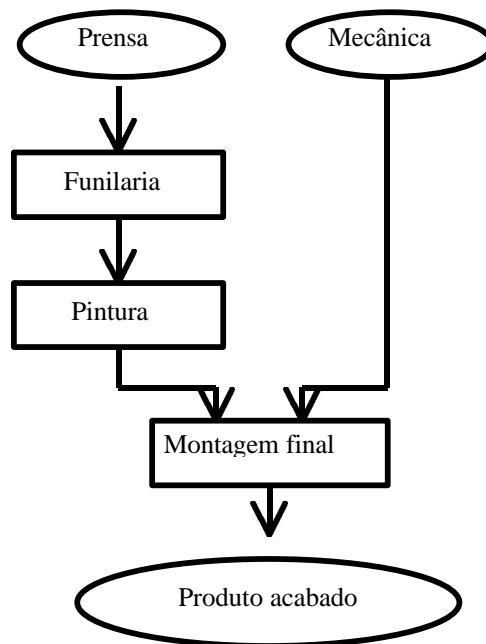 Prensa
Mecânica
Funilaria
Pintura
Montagem final
Produto acabado